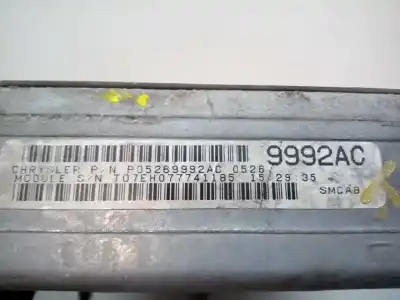 9992AC
CHRYSLER P/N P05269992AC 0526
MODULE S/N T07EH077741185 15 29 35
SMCAB